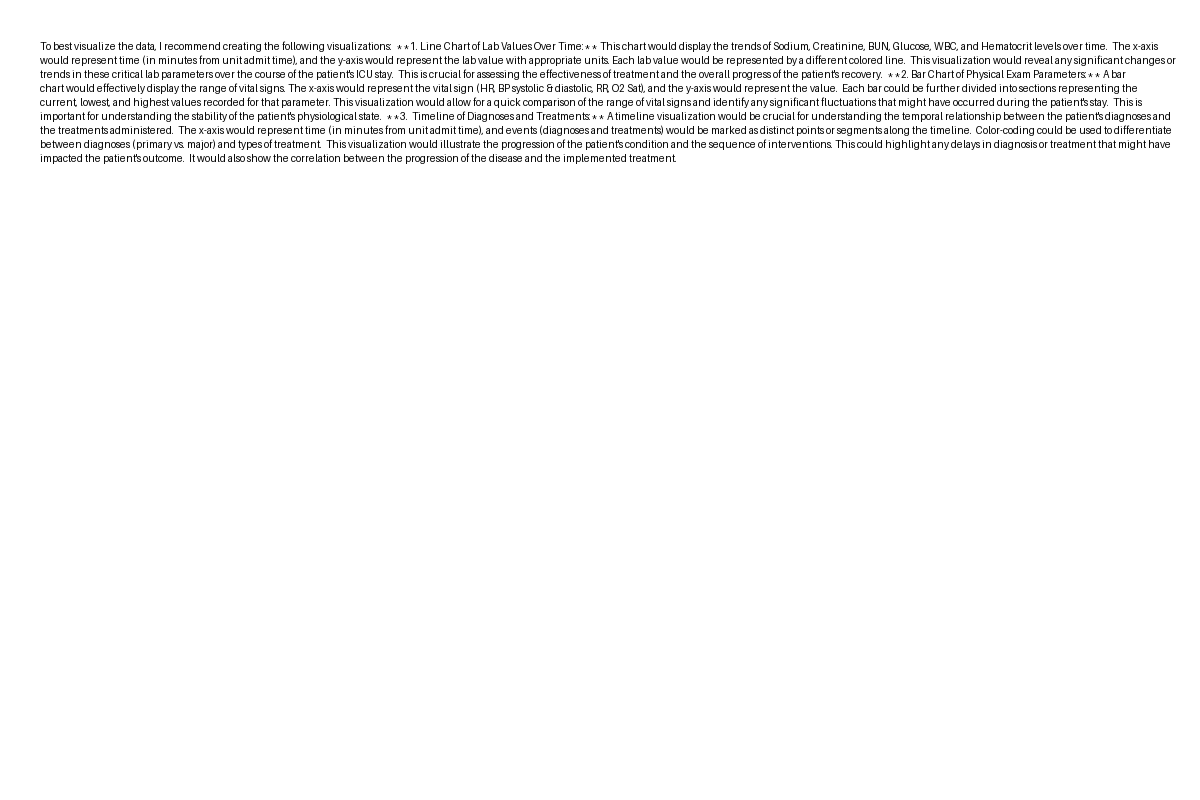 To best visualize the data, I recommend creating the following visualizations:  **1. Line Chart of Lab Values Over Time:** This chart would display the trends of Sodium, Creatinine, BUN, Glucose, WBC, and Hematocrit levels over time.  The x-axis
would represent time (in minutes from unit admit time), and the y-axis would represent the lab value with appropriate units. Each lab value would be represented by a different colored line.  This visualization would reveal any significant changes or
trends in these critical lab parameters over the course of the patient's ICU stay.  This is crucial for assessing the effectiveness of treatment and the overall progress of the patient's recovery.  **2. Bar Chart of Physical Exam Parameters:** A bar
chart would effectively display the range of vital signs. The x-axis would represent the vital sign (HR, BP systolic & diastolic, RR, O2 Sat), and the y-axis would represent the value.  Each bar could be further divided into sections representing the
current, lowest, and highest values recorded for that parameter. This visualization would allow for a quick comparison of the range of vital signs and identify any significant fluctuations that might have occurred during the patient's stay.  This is
important for understanding the stability of the patient's physiological state.  **3.  Timeline of Diagnoses and Treatments:** A timeline visualization would be crucial for understanding the temporal relationship between the patient's diagnoses and
the treatments administered.  The x-axis would represent time (in minutes from unit admit time), and events (diagnoses and treatments) would be marked as distinct points or segments along the timeline.  Color-coding could be used to differentiate
between diagnoses (primary vs. major) and types of treatment.  This visualization would illustrate the progression of the patient's condition and the sequence of interventions. This could highlight any delays in diagnosis or treatment that might have
impacted the patient's outcome.  It would also show the correlation between the progression of the disease and the implemented treatment.